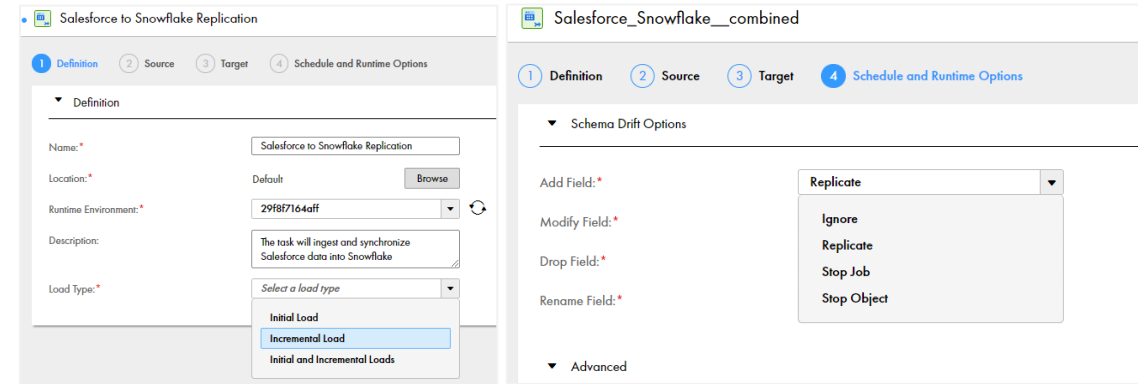 Salesforce to Snowflake Replication
1 Definition 2 Source 3 Target 4 Schedule and Runtime Options
Definition
Name:* Salesforce to Snowflake Replication
Location:* Default Browse
Runtime Environment:* 29f8f7164aff
Description: The task will ingest and synchronize
Salesforce data into Snowflake
Load Type:* Select a load type
Initial Load
Incremental Load
Initial and Incremental Loads
Salesforce_Snowflake__combined
1 Definition 2 Source 3 Target 4 Schedule and Runtime Options
Schema Drift Options
Add Field:* Replicate
Modify Field:*
Drop Field:*
Rename Field:*
Ignore
Replicate
Stop Job
Stop Object
Advanced